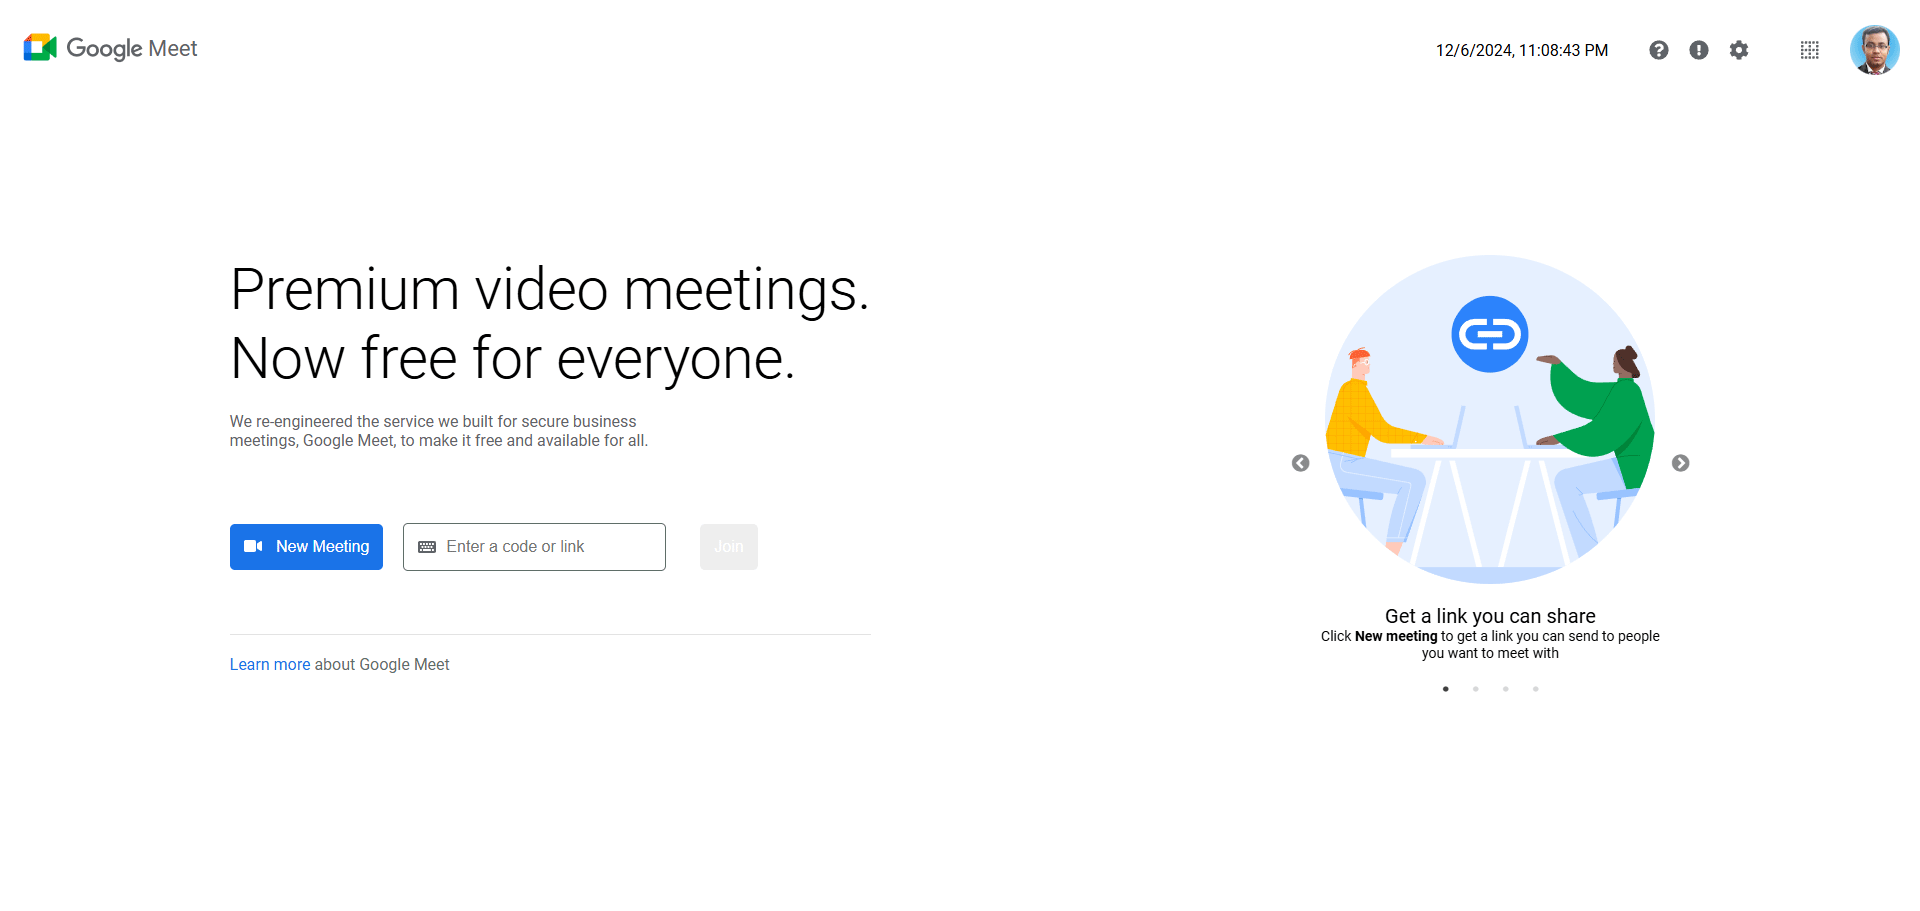 Google Meet
12/6/2024, 11:08:43 PM
Premium video meetings.
Now free for everyone.
We re-engineered the service we built for secure business
meetings, Google Meet, to make it free and available for all.
New Meeting
Enter a code or link
Join
Learn more about Google Meet
Get a link you can share
Click New meeting to get a link you can send to people
you want to meet with